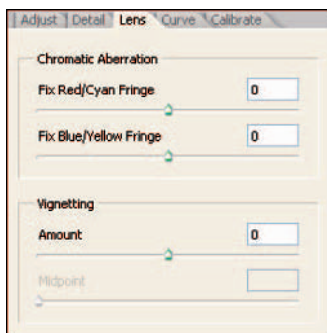 Adjust Detail Lens Curve Calibrate
Chromatic Aberration
Fix Red/Cyan Fringe 0
Fix Blue/Yellow Fringe 0
Vignetting
Amount 0
Midpoint